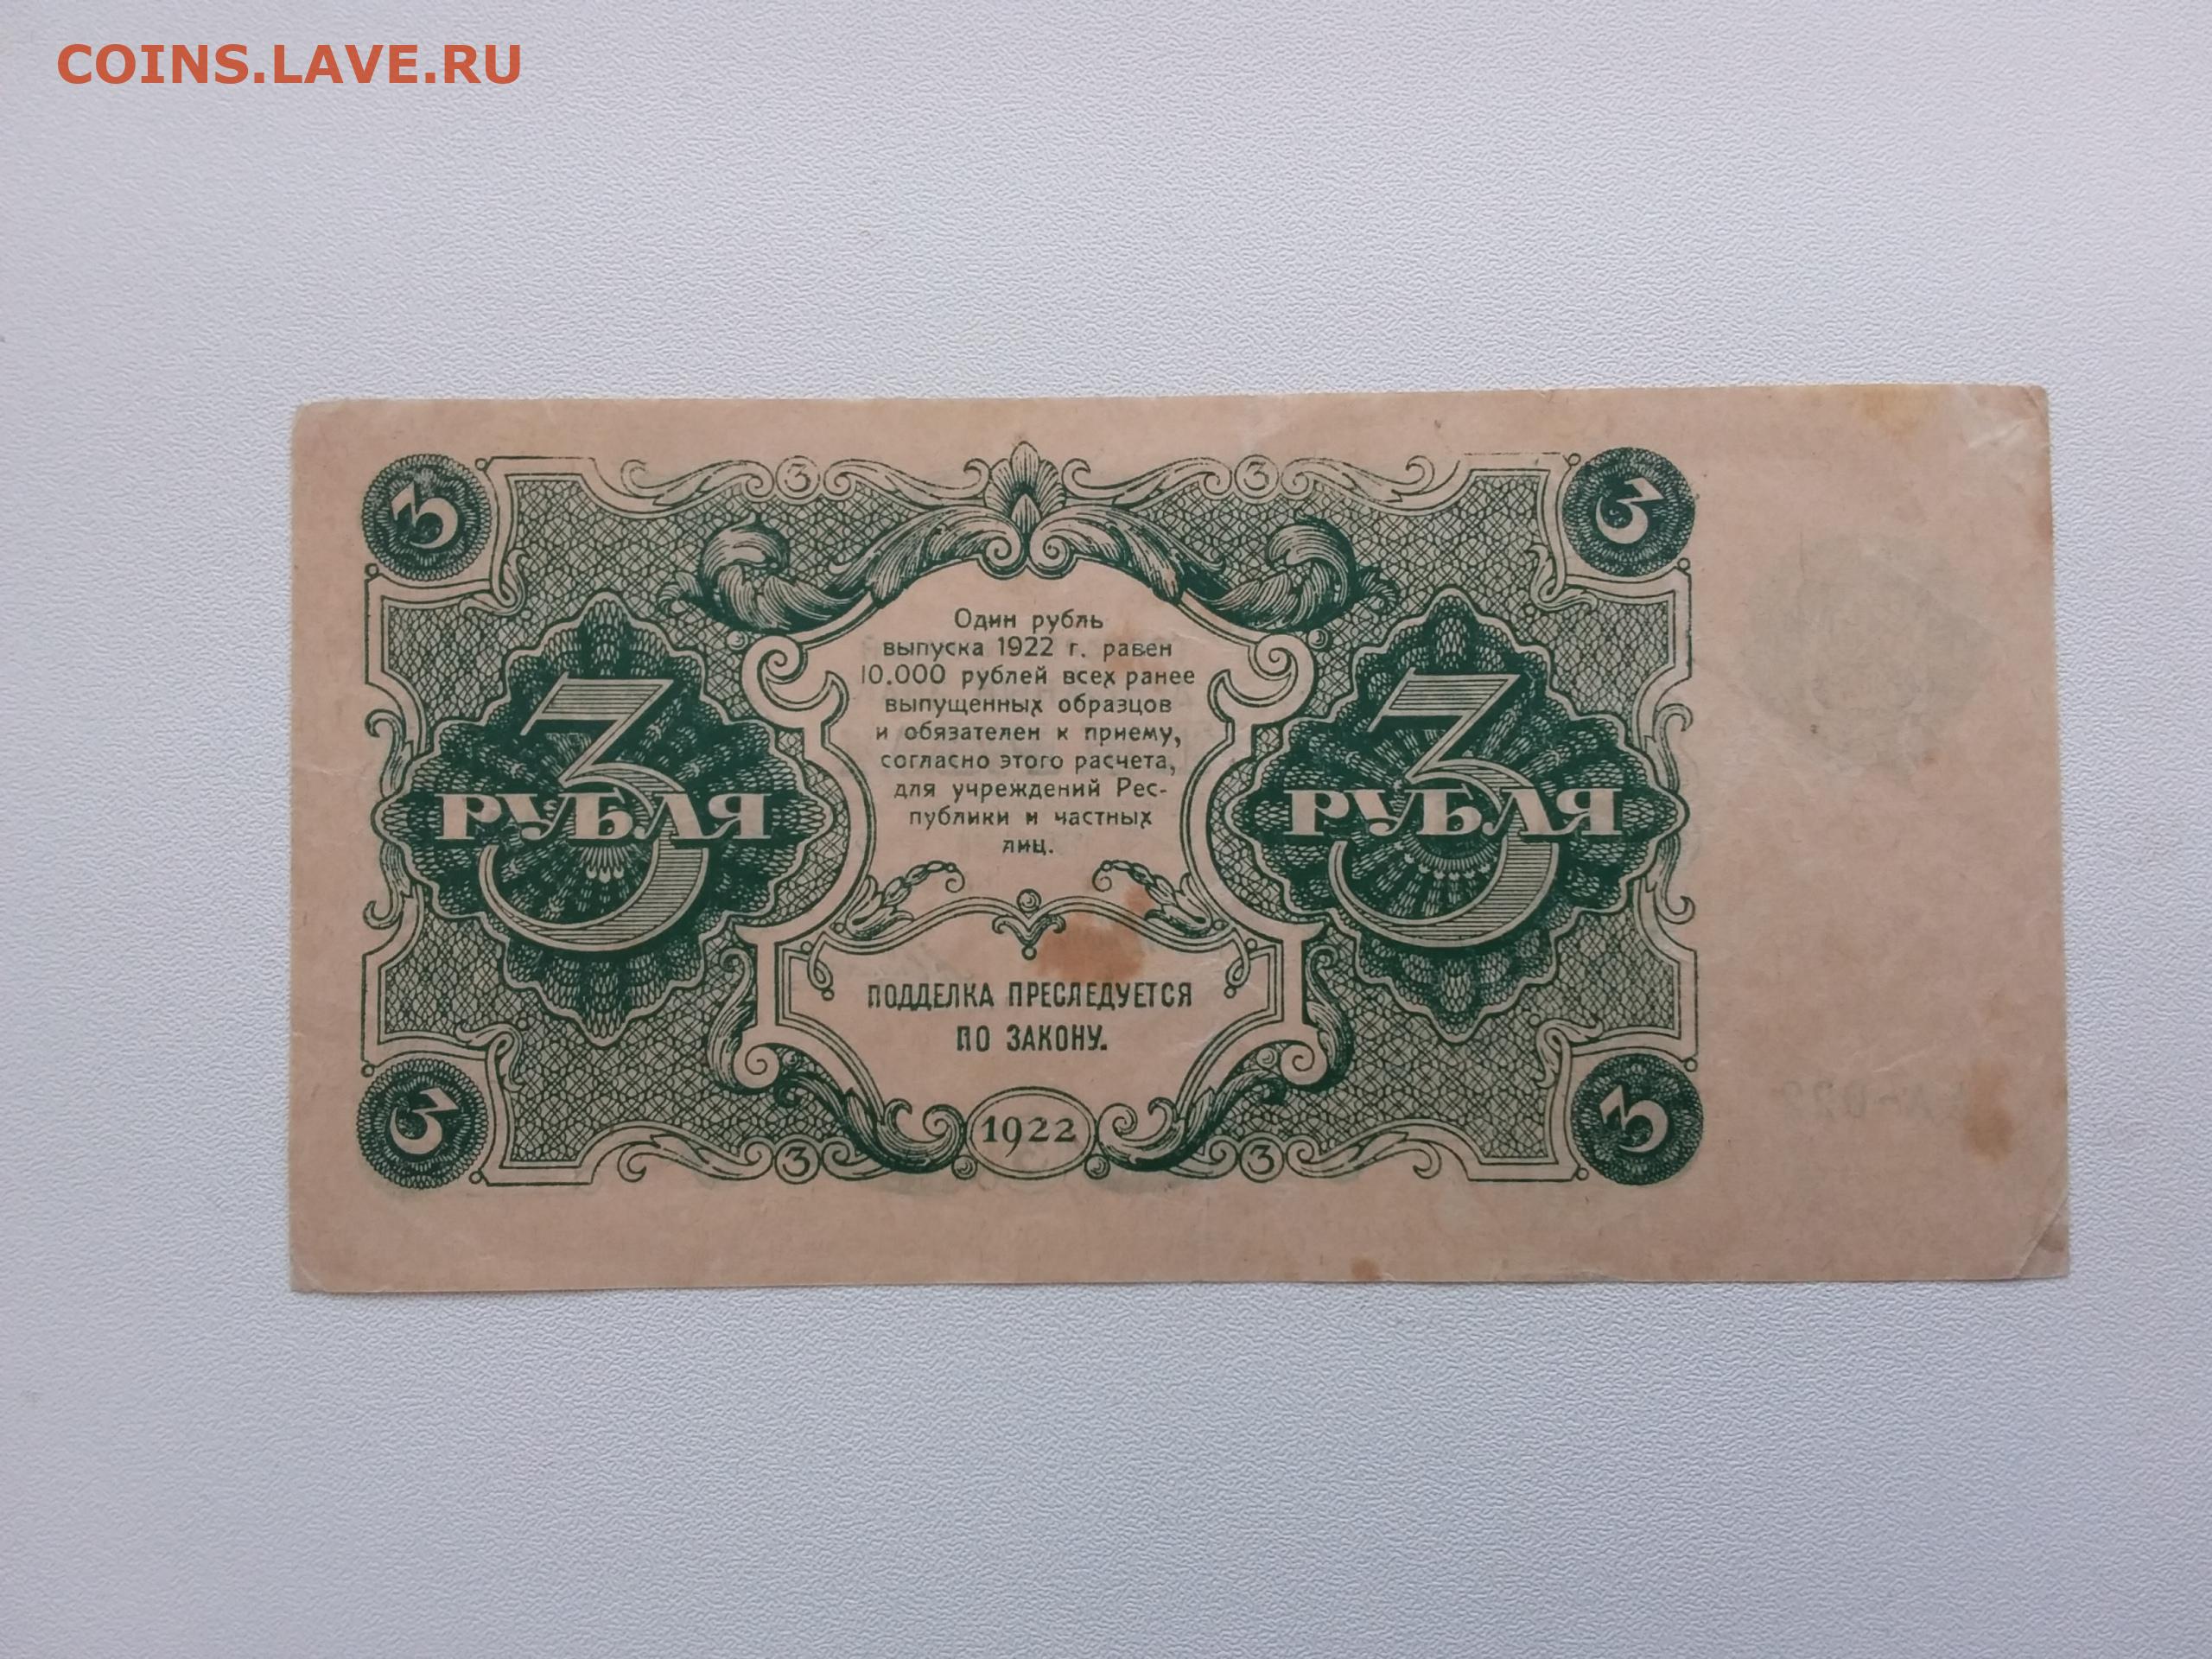 COINS.LAVE.RU
3 3 3 3
Один рубль
выпуска 1922 г. равен
10.000 рублей всех ранее
выпущенных образцов
и обязателен к приему,
согласно этого расчета,
для учреждений Рес-
публики и частных
лиц.
3 3
РУБЛЯ РУБЛЯ
ПОДДЕЛКА ПРЕСЛЕДУЕТСЯ
ПО ЗАКОНУ.
3 3 1922 3 3